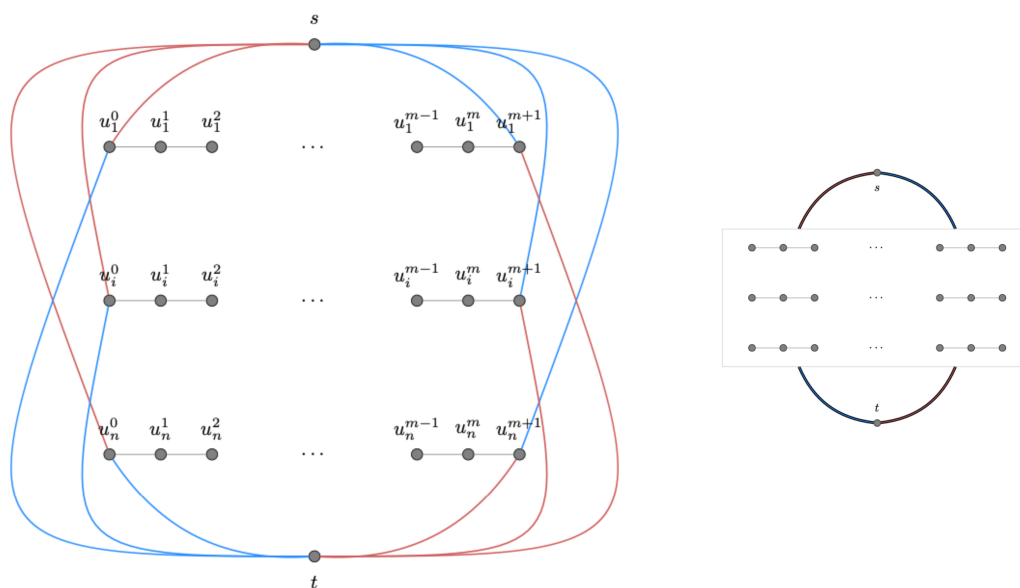 s
u_1^0 u_1^1 u_1^2 ... u_1^{m-1} u_1^m u_1^{m+1}
u_i^0 u_i^1 u_i^2 ... u_i^{m-1} u_i^m u_i^{m+1}
u_n^0 u_n^1 u_n^2 ... u_n^{m-1} u_n^m u_n^{m+1}
t
s
...
...
...
t